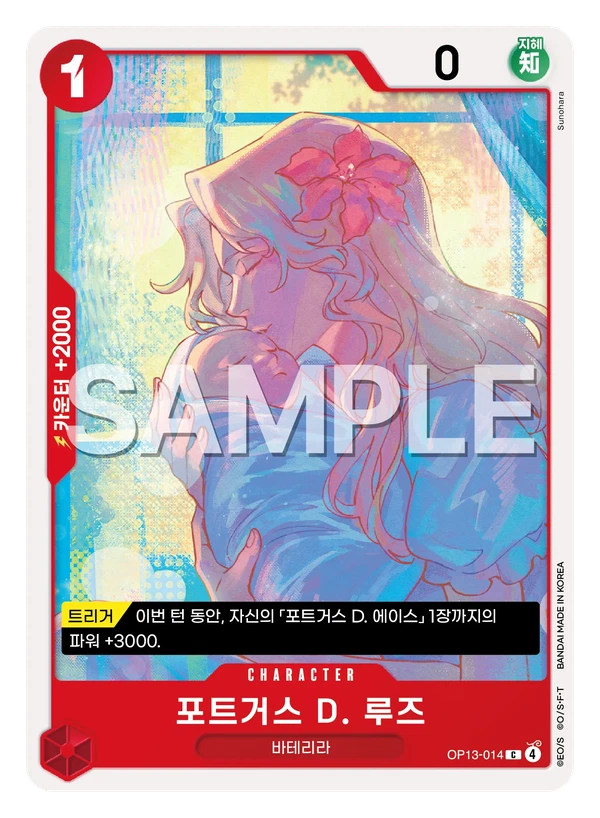 1
0
지혜
知
Sunohara
카운터 +2000
SAMPLE
트리거 이번 턴 동안, 자신의 「포트거스 D. 에이스」 1장까지의
파워 +3000.
CHARACTER
포트거스 D. 루즈
바테리라
OP13-014 C 4
©EO/S ©O/S・F・T BANDAI MADE IN KOREA